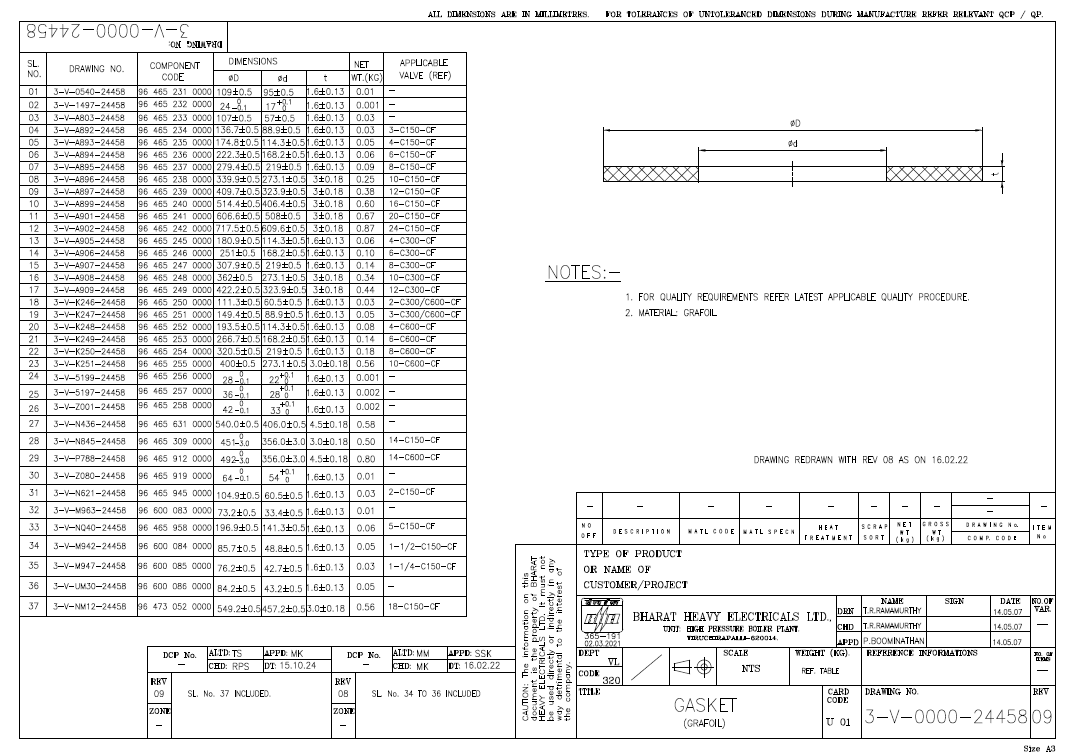 ALL DIMENSIONS ARE IN MILLIMETRES. FOR TOLERANCES OF UNTOLERANCED DIMENSIONS DURING MANUFACTURE REFER RELEVANT QCP / QP.
3-V-0000-24458
DRAWING NO:
SL. NO. DRAWING NO. COMPONENT CODE DIMENSIONS NET WT.(KG) APPLICABLE VALVE (REF)
øD ød t
01 3-V-0540-24458 96 465 231 0000 109±0.5 95±0.5 1.6±0.13 0.01 -
02 3-V-1497-24458 96 465 232 0000 24 0 -0.1 17 +0.1 0 1.6±0.13 0.001 -
03 3-V-A803-24458 96 465 233 0000 107±0.5 57±0.5 1.6±0.13 0.03 -
04 3-V-A892-24458 96 465 234 0000 136.7±0.5 88.9±0.5 1.6±0.13 0.03 3-C150-CF
05 3-V-A893-24458 96 465 235 0000 174.8±0.5 114.3±0.5 1.6±0.13 0.05 4-C150-CF
06 3-V-A894-24458 96 465 236 0000 222.3±0.5 168.2±0.5 1.6±0.13 0.06 6-C150-CF
07 3-V-A895-24458 96 465 237 0000 279.4±0.5 219±0.5 1.6±0.13 0.09 8-C150-CF
08 3-V-A896-24458 96 465 238 0000 339.9±0.5 273.1±0.5 3±0.18 0.25 10-C150-CF
09 3-V-A897-24458 96 465 239 0000 409.7±0.5 323.9±0.5 3±0.18 0.38 12-C150-CF
10 3-V-A899-24458 96 465 240 0000 514.4±0.5 406.4±0.5 3±0.18 0.60 16-C150-CF
11 3-V-A901-24458 96 465 241 0000 606.6±0.5 508±0.5 3±0.18 0.67 20-C150-CF
12 3-V-A902-24458 96 465 242 0000 717.5±0.5 609.6±0.5 3±0.18 0.87 24-C150-CF
13 3-V-A905-24458 96 465 245 0000 180.9±0.5 114.3±0.5 1.6±0.13 0.06 4-C300-CF
14 3-V-A906-24458 96 465 246 0000 251±0.5 168.2±0.5 1.6±0.13 0.10 6-C300-CF
15 3-V-A907-24458 96 465 247 0000 307.9±0.5 219±0.5 1.6±0.13 0.14 8-C300-CF
16 3-V-A908-24458 96 465 248 0000 362±0.5 273.1±0.5 3±0.18 0.34 10-C300-CF
17 3-V-A909-24458 96 465 249 0000 422.2±0.5 323.9±0.5 3±0.18 0.44 12-C300-CF
18 3-V-K246-24458 96 465 250 0000 111.3±0.5 60.5±0.5 1.6±0.13 0.03 2-C300/C600-CF
19 3-V-K247-24458 96 465 251 0000 149.4±0.5 88.9±0.5 1.6±0.13 0.05 3-C300/C600-CF
20 3-V-K248-24458 96 465 252 0000 193.5±0.5 114.3±0.5 1.6±0.13 0.08 4-C600-CF
21 3-V-K249-24458 96 465 253 0000 266.7±0.5 168.2±0.5 1.6±0.13 0.14 6-C600-CF
22 3-V-K250-24458 96 465 254 0000 320.5±0.5 219±0.5 1.6±0.13 0.18 8-C600-CF
23 3-V-K251-24458 96 465 255 0000 400±0.5 273.1±0.5 3.0±0.18 0.56 10-C600-CF
24 3-V-5199-24458 96 465 256 0000 28 0 -0.1 22 +0.1 0 1.6±0.13 0.001 -
25 3-V-5197-24458 96 465 257 0000 36 0 -0.1 28 +0.1 0 1.6±0.13 0.002 -
26 3-V-Z001-24458 96 465 258 0000 42 0 -0.1 33 +0.1 0 1.6±0.13 0.002 -
27 3-V-N436-24458 96 465 631 0000 540.0±0.5 406.0±0.5 4.5±0.18 0.58 -
28 3-V-N845-24458 96 465 309 0000 451 0 -3.0 356.0±3.0 3.0±0.18 0.50 14-C150-CF
29 3-V-P788-24458 96 465 912 0000 492 0 -3.0 356.0±3.0 4.5±0.18 0.80 14-C600-CF
30 3-V-Z080-24458 96 465 919 0000 64 0 -0.1 54 +0.1 0 1.6±0.13 0.01 -
31 3-V-N621-24458 96 465 945 0000 104.9±0.5 60.5±0.5 1.6±0.13 0.03 2-C150-CF
32 3-V-M963-24458 96 600 083 0000 73.2±0.5 33.4±0.5 1.6±0.13 0.01 -
33 3-V-NQ40-24458 96 465 958 0000 196.9±0.5 141.3±0.5 1.6±0.13 0.06 5-C150-CF
34 3-V-M942-24458 96 600 084 0000 85.7±0.5 48.8±0.5 1.6±0.13 0.05 1-1/2-C150-CF
35 3-V-M947-24458 96 600 085 0000 76.2±0.5 42.7±0.5 1.6±0.13 0.03 1-1/4-C150-CF
36 3-V-UM30-24458 96 600 086 0000 84.2±0.5 43.2±0.5 1.6±0.13 0.05 -
37 3-V-NM12-24458 96 473 052 0000 549.2±0.5 457.2±0.5 3.0±0.18 0.56 18-C150-CF
øD
ød
t
NOTES:-
1. FOR QUALITY REQUIREMENTS REFER LATEST APPLICABLE QUALITY PROCEDURE.
2. MATERIAL: GRAFOIL
DRAWING REDRAWN WITH REV 08 AS ON 16.02.22
- - - - - - - - - - -
NO OFF DESCRIPTION MATL CODE MATL SPECN HEAT TREATMENT SCRAP SORT NET WT (kg) GROSS WT (kg) DRAWING No. COMP. CODE ITEM No
CAUTION: The information on this
document is the property of BHARAT
HEAVY ELECTRICALS LTD. It must not
be used directly or indirectly in any
way detrimental to the interest of
the company.
TYPE OF PRODUCT
OR NAME OF
CUSTOMER/PROJECT
365-191
02.03.2021
BHARAT HEAVY ELECTRICALS LTD.,
UNIT: HIGH PRESSURE BOILER PLANT.
TIRUCHIRAPALLI-620014.
NAME SIGN DATE NO.OF VAR.
DRN T.R.RAMAMURTHY 14.05.07
CHD T.R.RAMAMURTHY 14.05.07 -
APPD P.BOOMINATHAN 14.05.07
DEPT VL
CODE 320
SCALE
NTS
WEIGHT (KG).
REF. TABLE
REFERENCE INFORMATIONS
NO. OF ITEMS
-
TITLE
GASKET
(GRAFOIL)
CARD CODE
U 01
DRAWING NO.
3-V-0000-24458
REV
09
DCP No. - ALTD: TS APPD: MK
CHD: RPS DT: 15.10.24
DCP No. - ALTD: MM APPD: SSK
CHD: MK DT: 16.02.22
REV 09 SL. No. 37 INCLUDED.
ZONE -
REV 08 SL. No. 34 TO 36 INCLUDED
ZONE -
Size A3